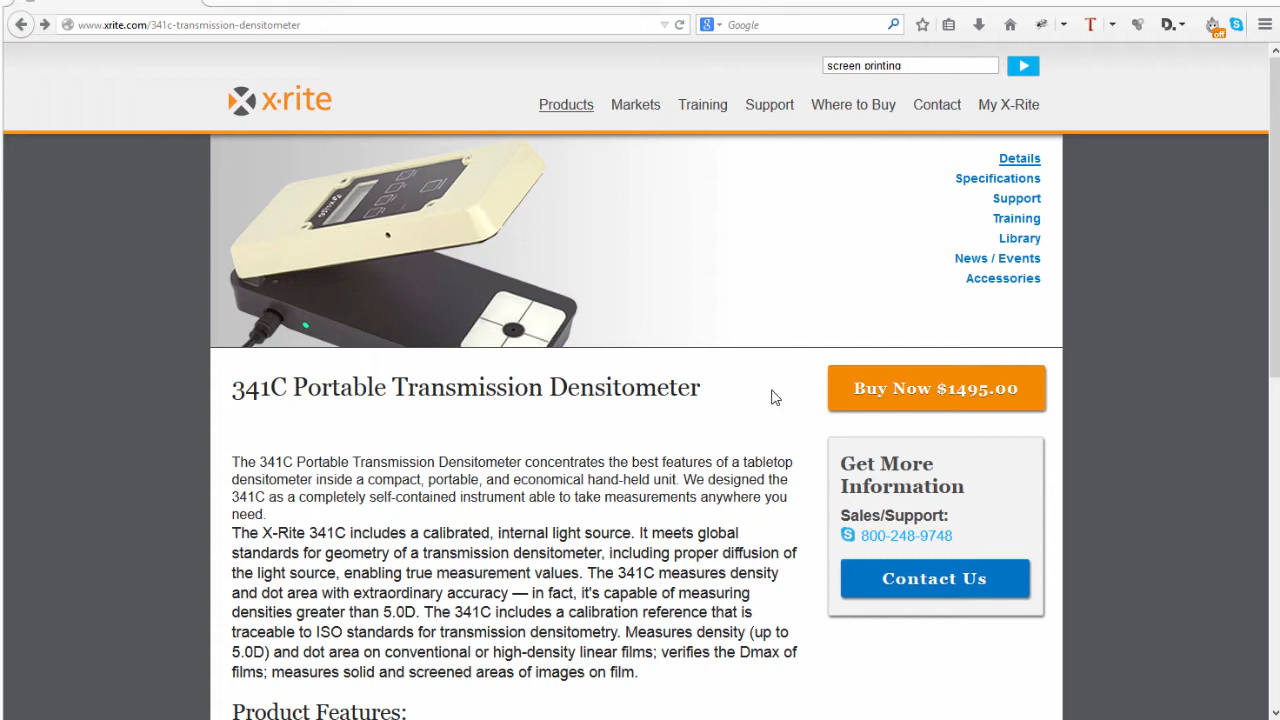 www.xrite.com/341c-transmission-densitometer
Google
T
D.
off
screen printing
x·rite
Products Markets Training Support Where to Buy Contact My X-Rite
Details
Specifications
Support
Training
Library
News / Events
Accessories
341C Portable Transmission Densitometer
Buy Now $1495.00
The 341C Portable Transmission Densitometer concentrates the best features of a tabletop
densitometer inside a compact, portable, and economical hand-held unit. We designed the
341C as a completely self-contained instrument able to take measurements anywhere you
need.
The X-Rite 341C includes a calibrated, internal light source. It meets global
standards for geometry of a transmission densitometer, including proper diffusion of
the light source, enabling true measurement values. The 341C measures density
and dot area with extraordinary accuracy — in fact, it's capable of measuring
densities greater than 5.0D. The 341C includes a calibration reference that is
traceable to ISO standards for transmission densitometry. Measures density (up to
5.0D) and dot area on conventional or high-density linear films; verifies the Dmax of
films; measures solid and screened areas of images on film.
Product Features:
Get More
Information
Sales/Support:
800-248-9748
Contact Us